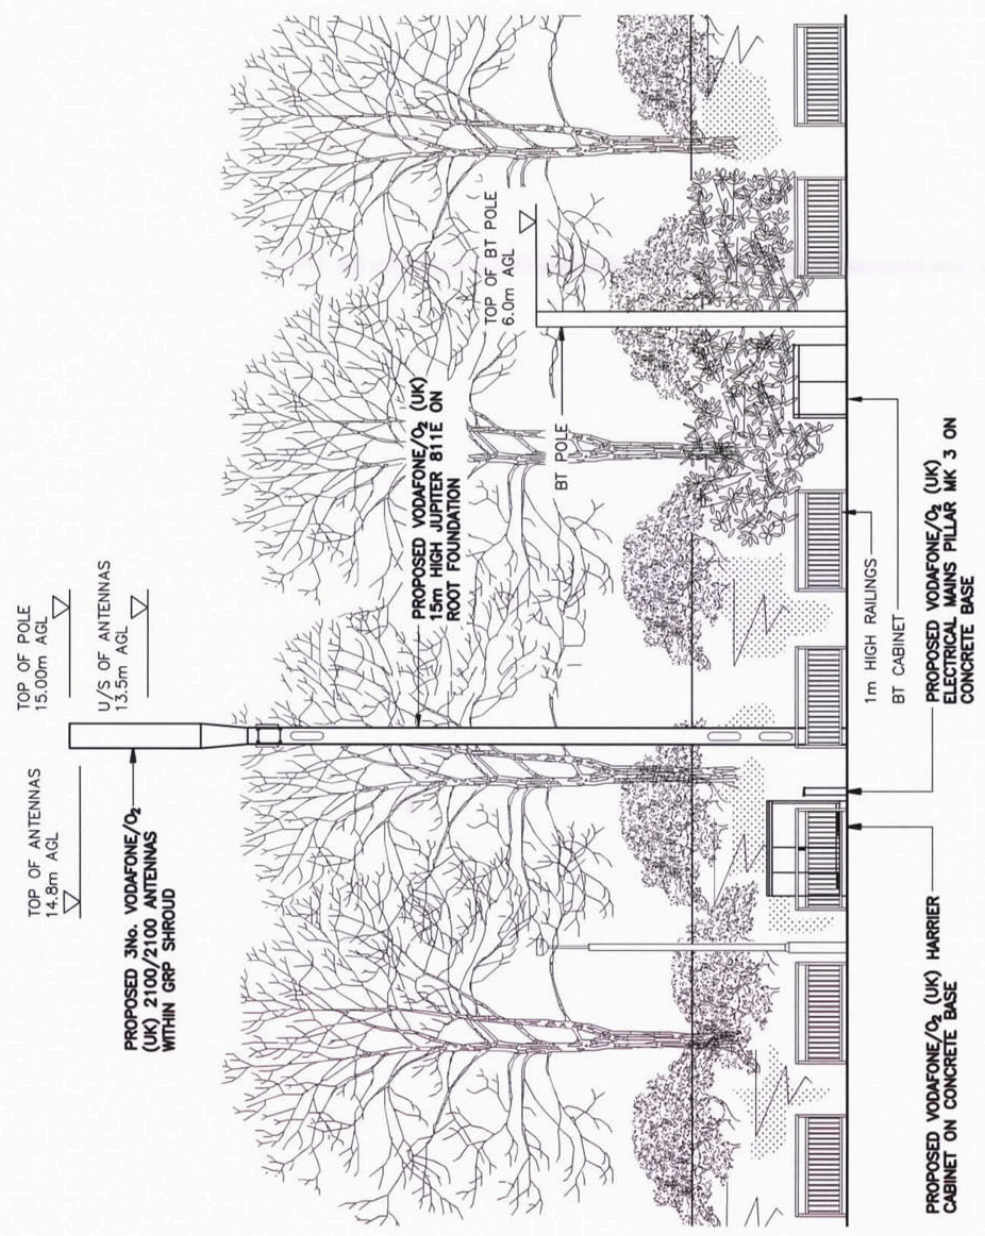 TOP OF ANTENNAS
14.8m AGL
TOP OF POLE
15.00m AGL
U/S OF ANTENNAS
13.5m AGL
PROPOSED 3No. VODAFONE/O₂
(UK) 2100/2100 ANTENNAS
WITHIN GRP SHROUD
PROPOSED VODAFONE/O₂ (UK)
15m HIGH JUPITER 811E ON
ROOT FOUNDATION
TOP OF BT POLE
6.0m AGL
BT POLE
1m HIGH RAILINGS
BT CABINET
PROPOSED VODAFONE/O₂ (UK)
ELECTRICAL MAINS PILLAR MK 3 ON
CONCRETE BASE
PROPOSED VODAFONE/O₂ (UK) HARRIER
CABINET ON CONCRETE BASE